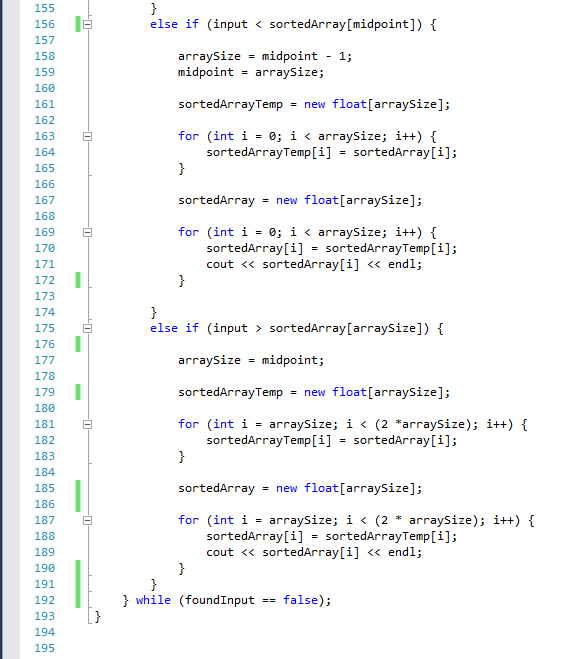 155 }
156 else if (input < sortedArray[midpoint]) {
157
158 arraySize = midpoint - 1;
159 midpoint = arraySize;
160
161 sortedArrayTemp = new float[arraySize];
162
163 for (int i = 0; i < arraySize; i++) {
164 sortedArrayTemp[i] = sortedArray[i];
165 }
166
167 sortedArray = new float[arraySize];
168
169 for (int i = 0; i < arraySize; i++) {
170 sortedArray[i] = sortedArrayTemp[i];
171 cout << sortedArray[i] << endl;
172 }
173
174 }
175 else if (input > sortedArray[arraySize]) {
176
177 arraySize = midpoint;
178
179 sortedArrayTemp = new float[arraySize];
180
181 for (int i = arraySize; i < (2 *arraySize); i++) {
182 sortedArrayTemp[i] = sortedArray[i];
183 }
184
185 sortedArray = new float[arraySize];
186
187 for (int i = arraySize; i < (2 * arraySize); i++) {
188 sortedArray[i] = sortedArrayTemp[i];
189 cout << sortedArray[i] << endl;
190 }
191 }
192 } while (foundInput == false);
193 }
194
195